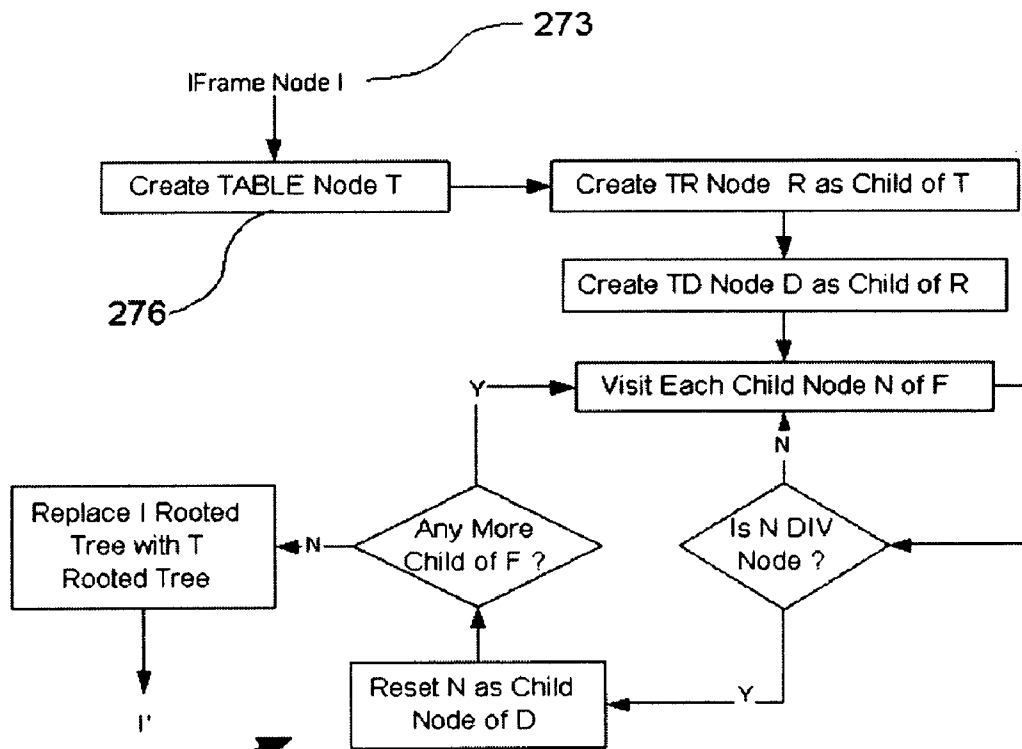 273
IFrame Node I
Create TABLE Node T
Create TR Node R as Child of T
276
Create TD Node D as Child of R
Visit Each Child Node N of F
Y
N
Replace I Rooted
Tree with T
Rooted Tree
N
Any More
Child of F ?
Is N DIV
Node ?
Reset N as Child
Node of D
Y
I'